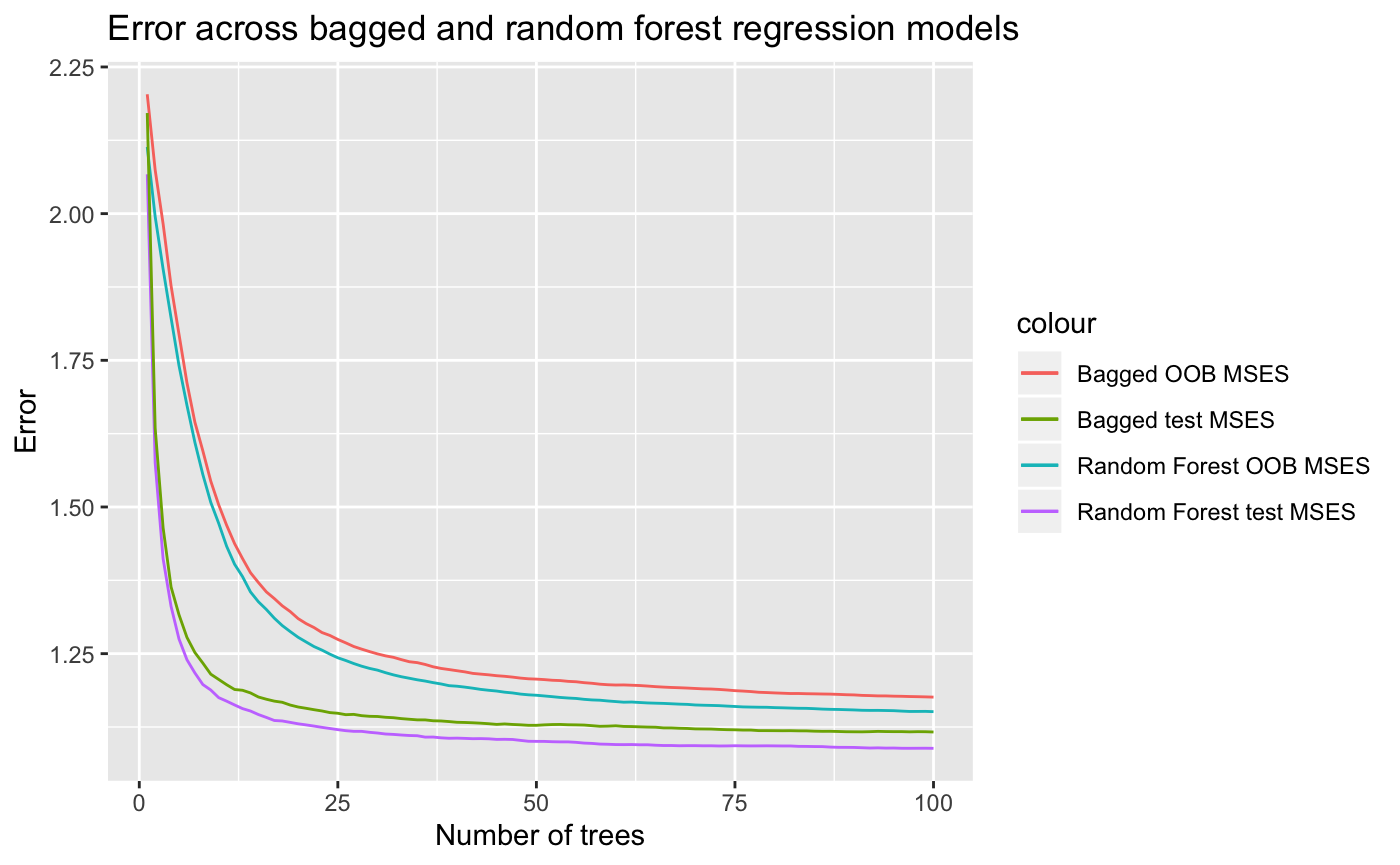 Error across bagged and random forest regression models
2.25
2.00
1.75
1.50
1.25
Error
0 25 50 75 100
Number of trees
colour
Bagged OOB MSES
Bagged test MSES
Random Forest OOB MSES
Random Forest test MSES